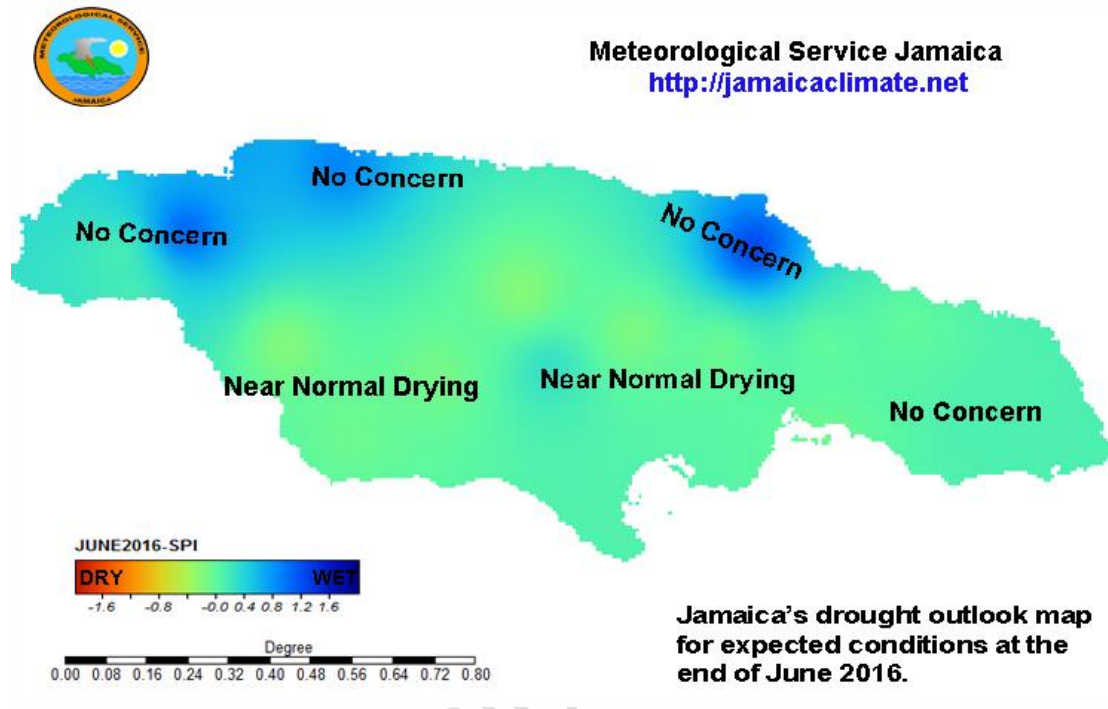 METEOROLOGICAL SERVICE
JAMAICA
Meteorological Service Jamaica
http://jamaicaclimate.net
No Concern
No Concern
No Concern
Near Normal Drying
Near Normal Drying
No Concern
JUNE2016-SPI
DRY WET
-1.6 -0.8 -0.0 0.4 0.8 1.2 1.6
Degree
0.00 0.08 0.16 0.24 0.32 0.40 0.48 0.56 0.64 0.72 0.80
Jamaica's drought outlook map
for expected conditions at the
end of June 2016.